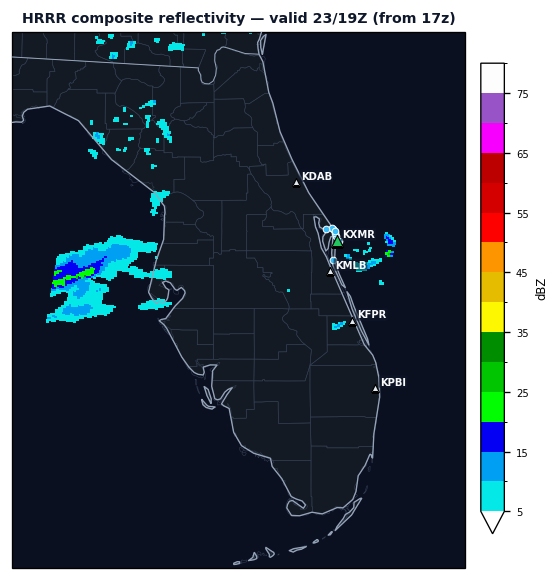 HRRR composite reflectivity — valid 23/19Z (from 17z)
KDAB
KXMR
KMLB
KFPR
KPBI
75
65
55
45
35
25
15
5
dBZ